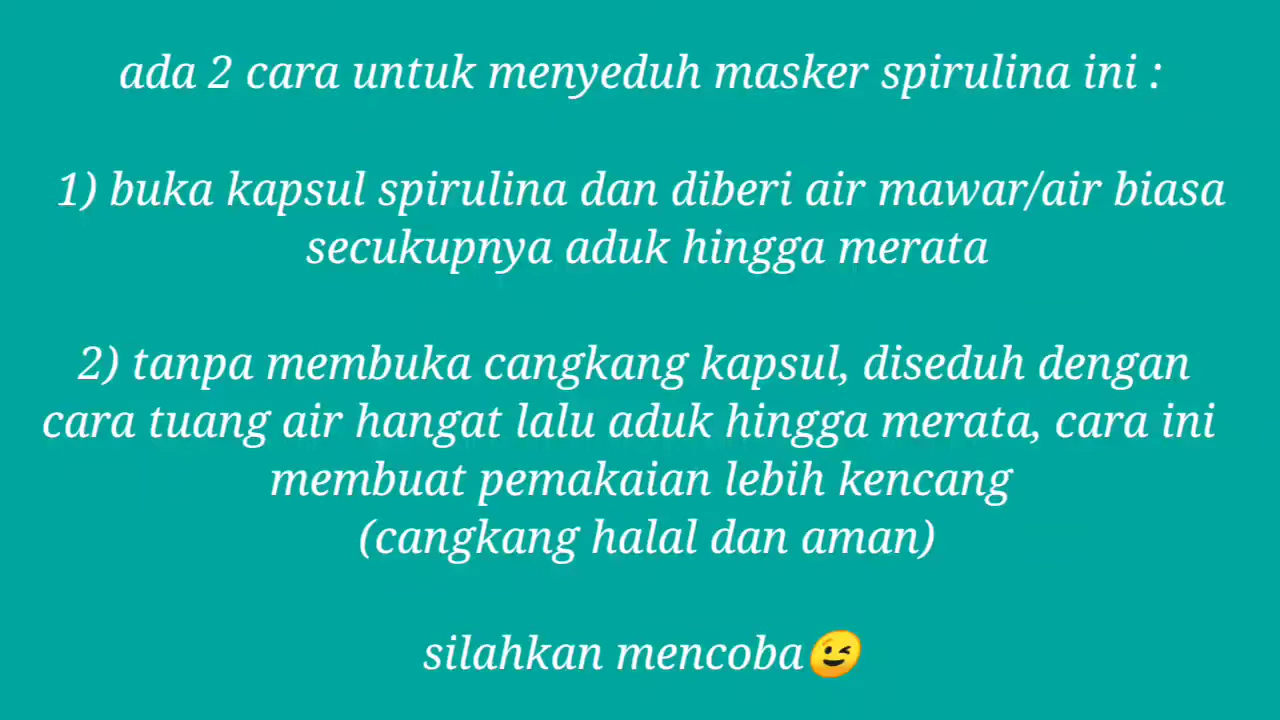 ada 2 cara untuk menyeduh masker spirulina ini :
1) buka kapsul spirulina dan diberi air mawar/air biasa
secukupnya aduk hingga merata
2) tanpa membuka cangkang kapsul, diseduh dengan
cara tuang air hangat lalu aduk hingga merata, cara ini
membuat pemakaian lebih kencang
(cangkang halal dan aman)
silahkan mencoba😉